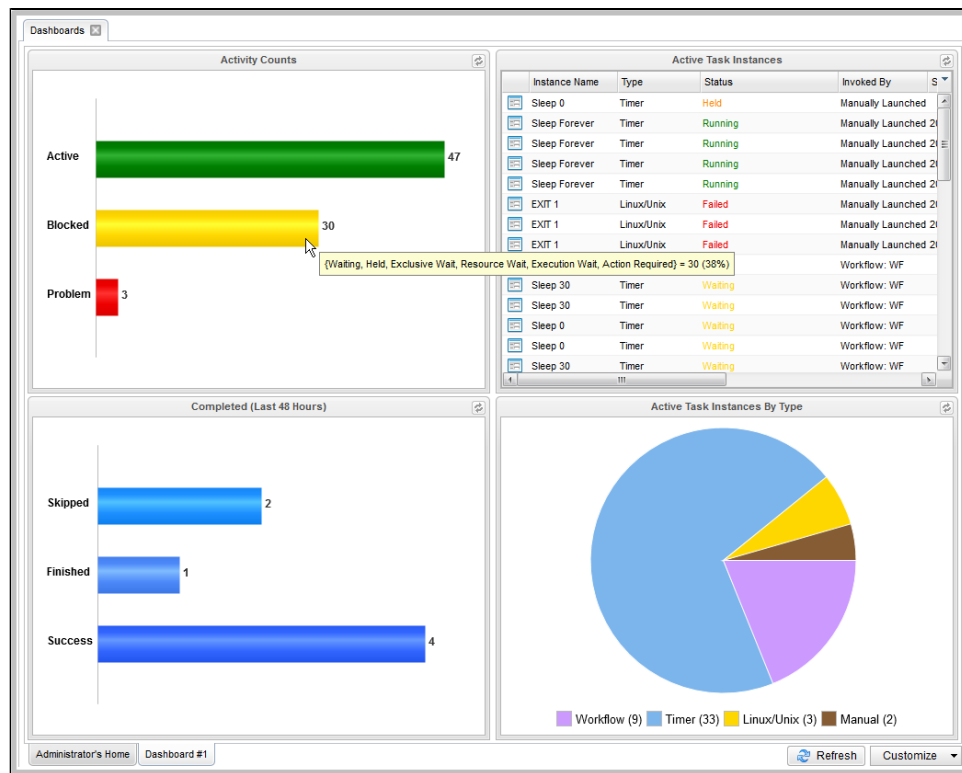 Dashboards
Activity Counts
Active
47
Blocked
30
{Waiting, Held, Exclusive Wait, Resource Wait, Execution Wait, Action Required} = 30 (38%)
Problem
3
Active Task Instances
Instance Name Type Status Invoked By S
Sleep 0 Timer Held Manually Launched
Sleep Forever Timer Running Manually Launched 20
Sleep Forever Timer Running Manually Launched 20
Sleep Forever Timer Running Manually Launched 20
Sleep Forever Timer Running Manually Launched 20
EXIT 1 Linux/Unix Failed Manually Launched 20
EXIT 1 Linux/Unix Failed Manually Launched 20
EXIT 1 Linux/Unix Failed Manually Launched 20
Workflow: WF
Sleep 30 Timer Waiting Workflow: WF
Sleep 30 Timer Waiting Workflow: WF
Sleep 0 Timer Waiting Workflow: WF
Sleep 0 Timer Waiting Workflow: WF
Sleep 30 Timer Waiting Workflow: WF
Completed (Last 48 Hours)
Skipped
2
Finished
1
Success
4
Active Task Instances By Type
Workflow (9) Timer (33) Linux/Unix (3) Manual (2)
Administrator's Home Dashboard #1
Refresh Customize